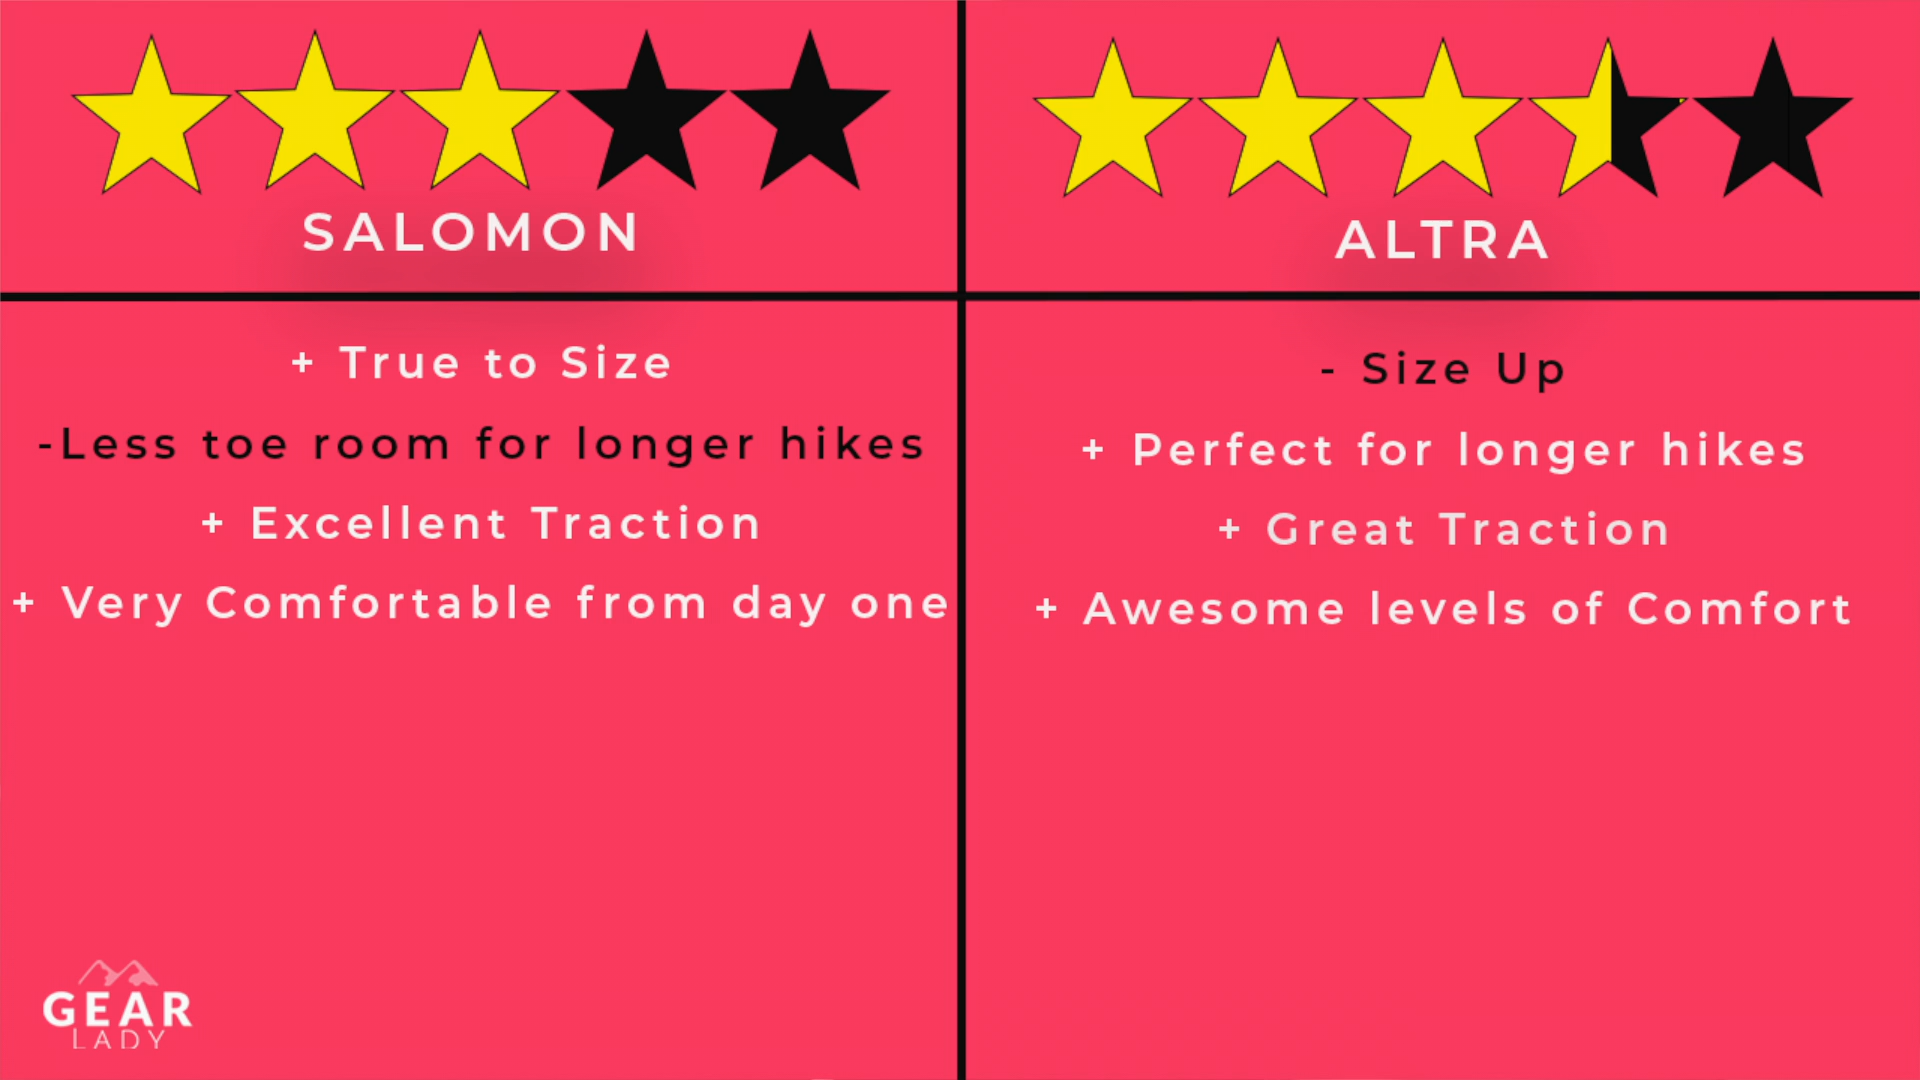 SALOMON
+ True to Size
-Less toe room for longer hikes
+ Excellent Traction
+ Very Comfortable from day one
ALTRA
- Size Up
+ Perfect for longer hikes
+ Great Traction
+ Awesome levels of Comfort
GEAR
LADY